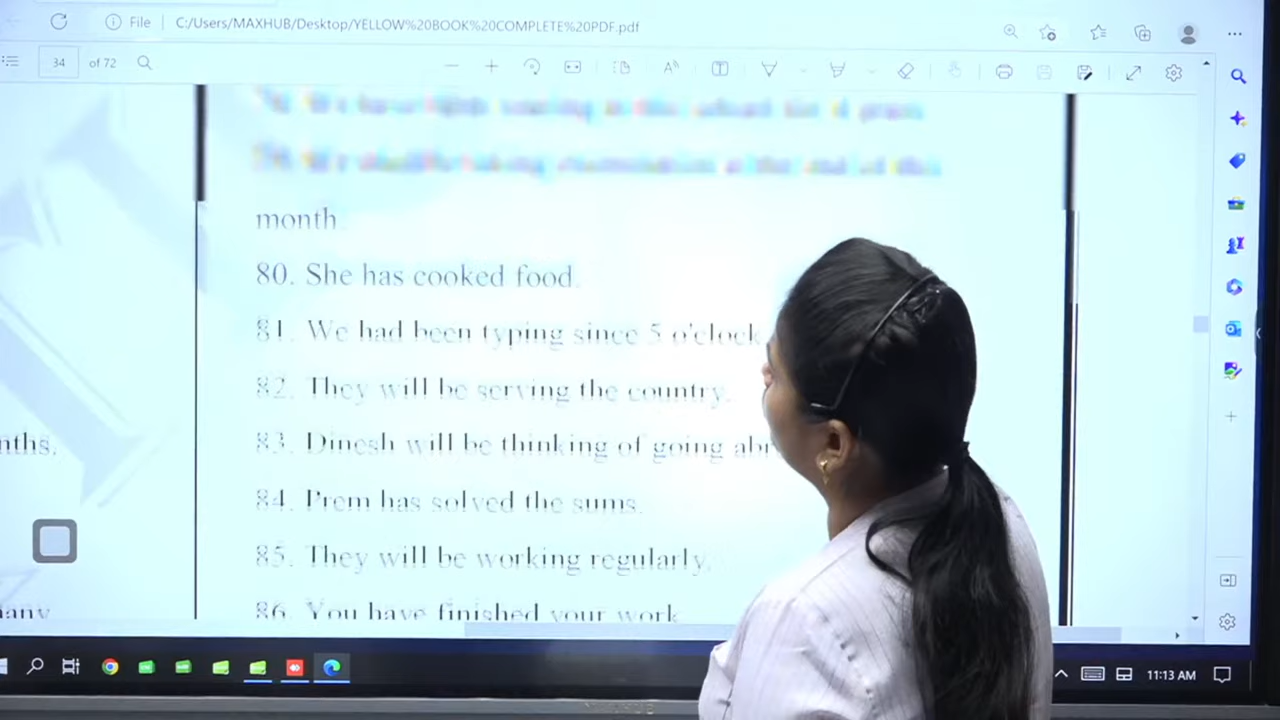 File C:/Users/MAXHUB/Desktop/YELLOW%20BOOK%20COMPLETE%20PDF.pdf
34 of 72
month.
80. She has cooked food.
81. We had been typing since 5 o'clock
82. They will be serving the country.
nths.
83. Dinesh will be thinking of going abr
84. Prem has solved the sums.
85. They will be working regularly.
any
86. You have finished your work
11:13 AM
MAXHUB